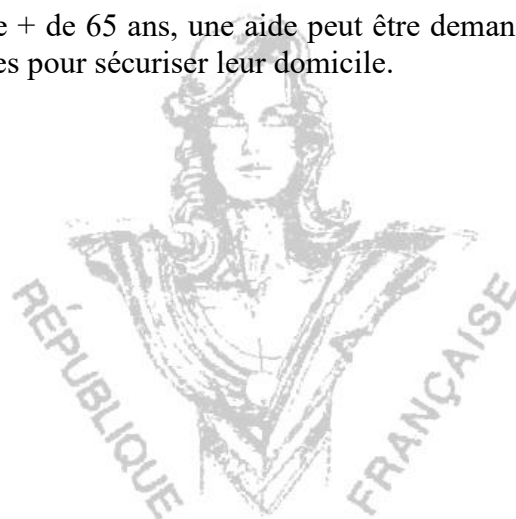 e + de 65 ans, une aide peut être deman
es pour sécuriser leur domicile.
RÉPUBLIQUE
FRANÇAISE